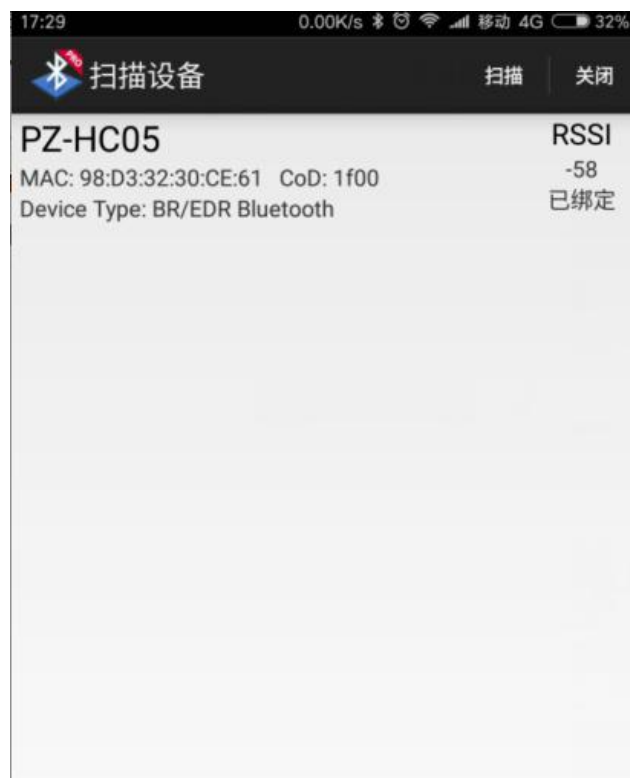 17:29 0.00K/s 移动 4G 32%
PRO 扫描设备 扫描 关闭
PZ-HC05 RSSI
MAC: 98:D3:32:30:CE:61 CoD: 1f00 -58
Device Type: BR/EDR Bluetooth 已绑定